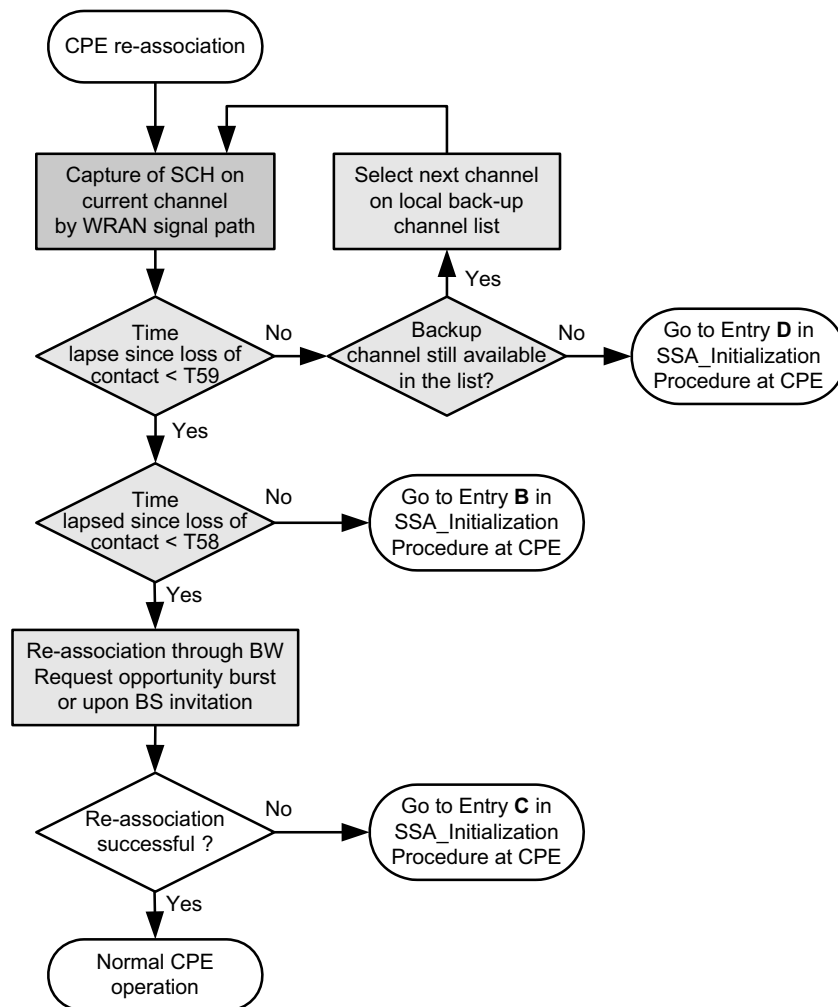 CPE re-association
Capture of SCH on
current channel
by WRAN signal path
Select next channel
on local back-up
channel list
Yes
Time
lapse since loss of
contact < T59
No
Backup
channel still available
in the list?
No
Go to Entry D in
SSA_Initialization
Procedure at CPE
Yes
Time
lapsed since loss of
contact < T58
No
Go to Entry B in
SSA_Initialization
Procedure at CPE
Yes
Re-association through BW
Request opportunity burst
or upon BS invitation
Re-association
successful ?
No
Go to Entry C in
SSA_Initialization
Procedure at CPE
Yes
Normal CPE
operation